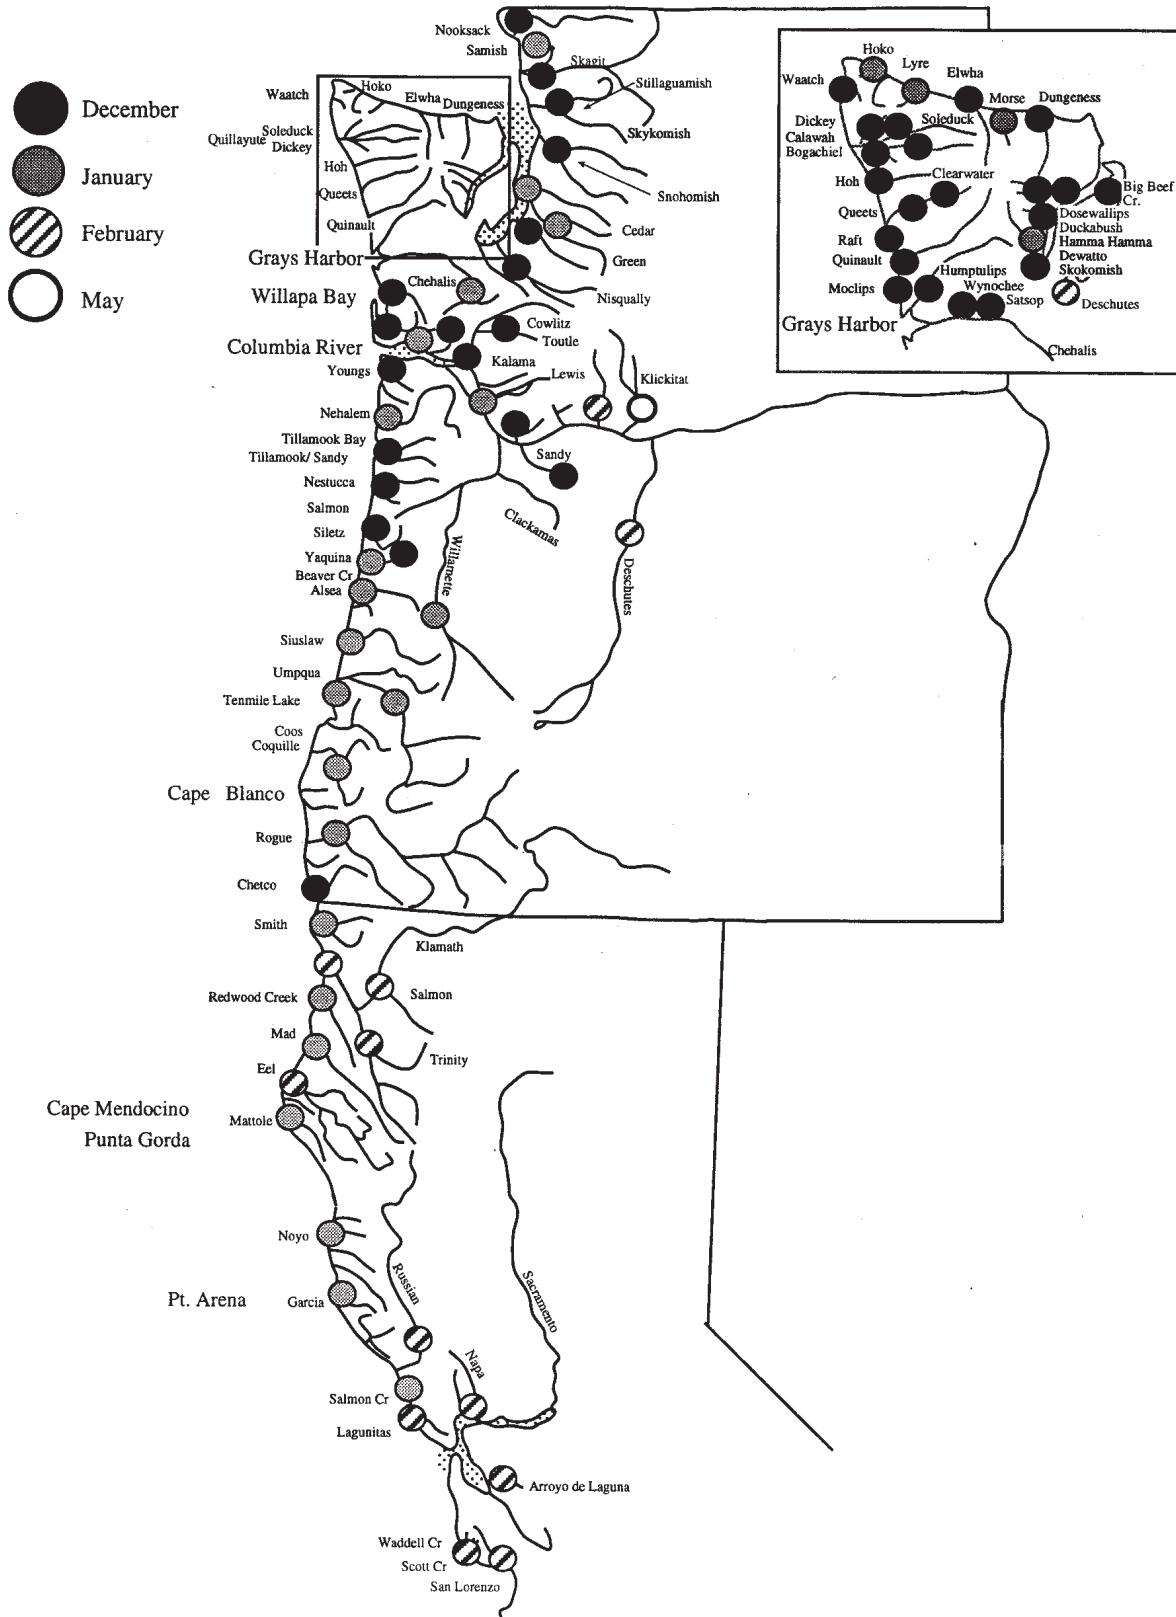 December
January
February
May
Nooksack
Samish
Skagit
Stillaguamish
Skykomish
Snohomish
Cedar
Green
Nisqually
Waatch
Hoko
Elwha
Dungeness
Soleduck
Quillayute
Dickey
Hoh
Queets
Quinault
Grays Harbor
Chehalis
Willapa Bay
Cowlitz
Toutle
Columbia River
Kalama
Youngs
Lewis
Klickitat
Nehalem
Tillamook Bay
Tillamook/ Sandy
Sandy
Nestucca
Salmon
Clackamas
Siletz
Willamette
Yaquina
Deschutes
Beaver Cr
Alsea
Siuslaw
Umpqua
Tenmile Lake
Coos
Coquille
Cape Blanco
Rogue
Chetco
Smith
Klamath
Redwood Creek
Salmon
Mad
Trinity
Eel
Cape Mendocino
Mattole
Punta Gorda
Noyo
Russian
Sacramento
Pt. Arena
Garcia
Napa
Salmon Cr
Lagunitas
Arroyo de Laguna
Waddell Cr
Scott Cr
San Lorenzo
Hoko
Lyre
Elwha
Waatch
Morse
Dungeness
Dickey
Soleduck
Calawah
Bogachiel
Hoh
Clearwater
Big Beef
Cr.
Queets
Dosewallips
Duckabush
Raft
Hamma Hamma
Quinault
Dewatto
Humptulips
Skokomish
Moclips
Wynochee
Satsop
Deschutes
Grays Harbor
Chehalis